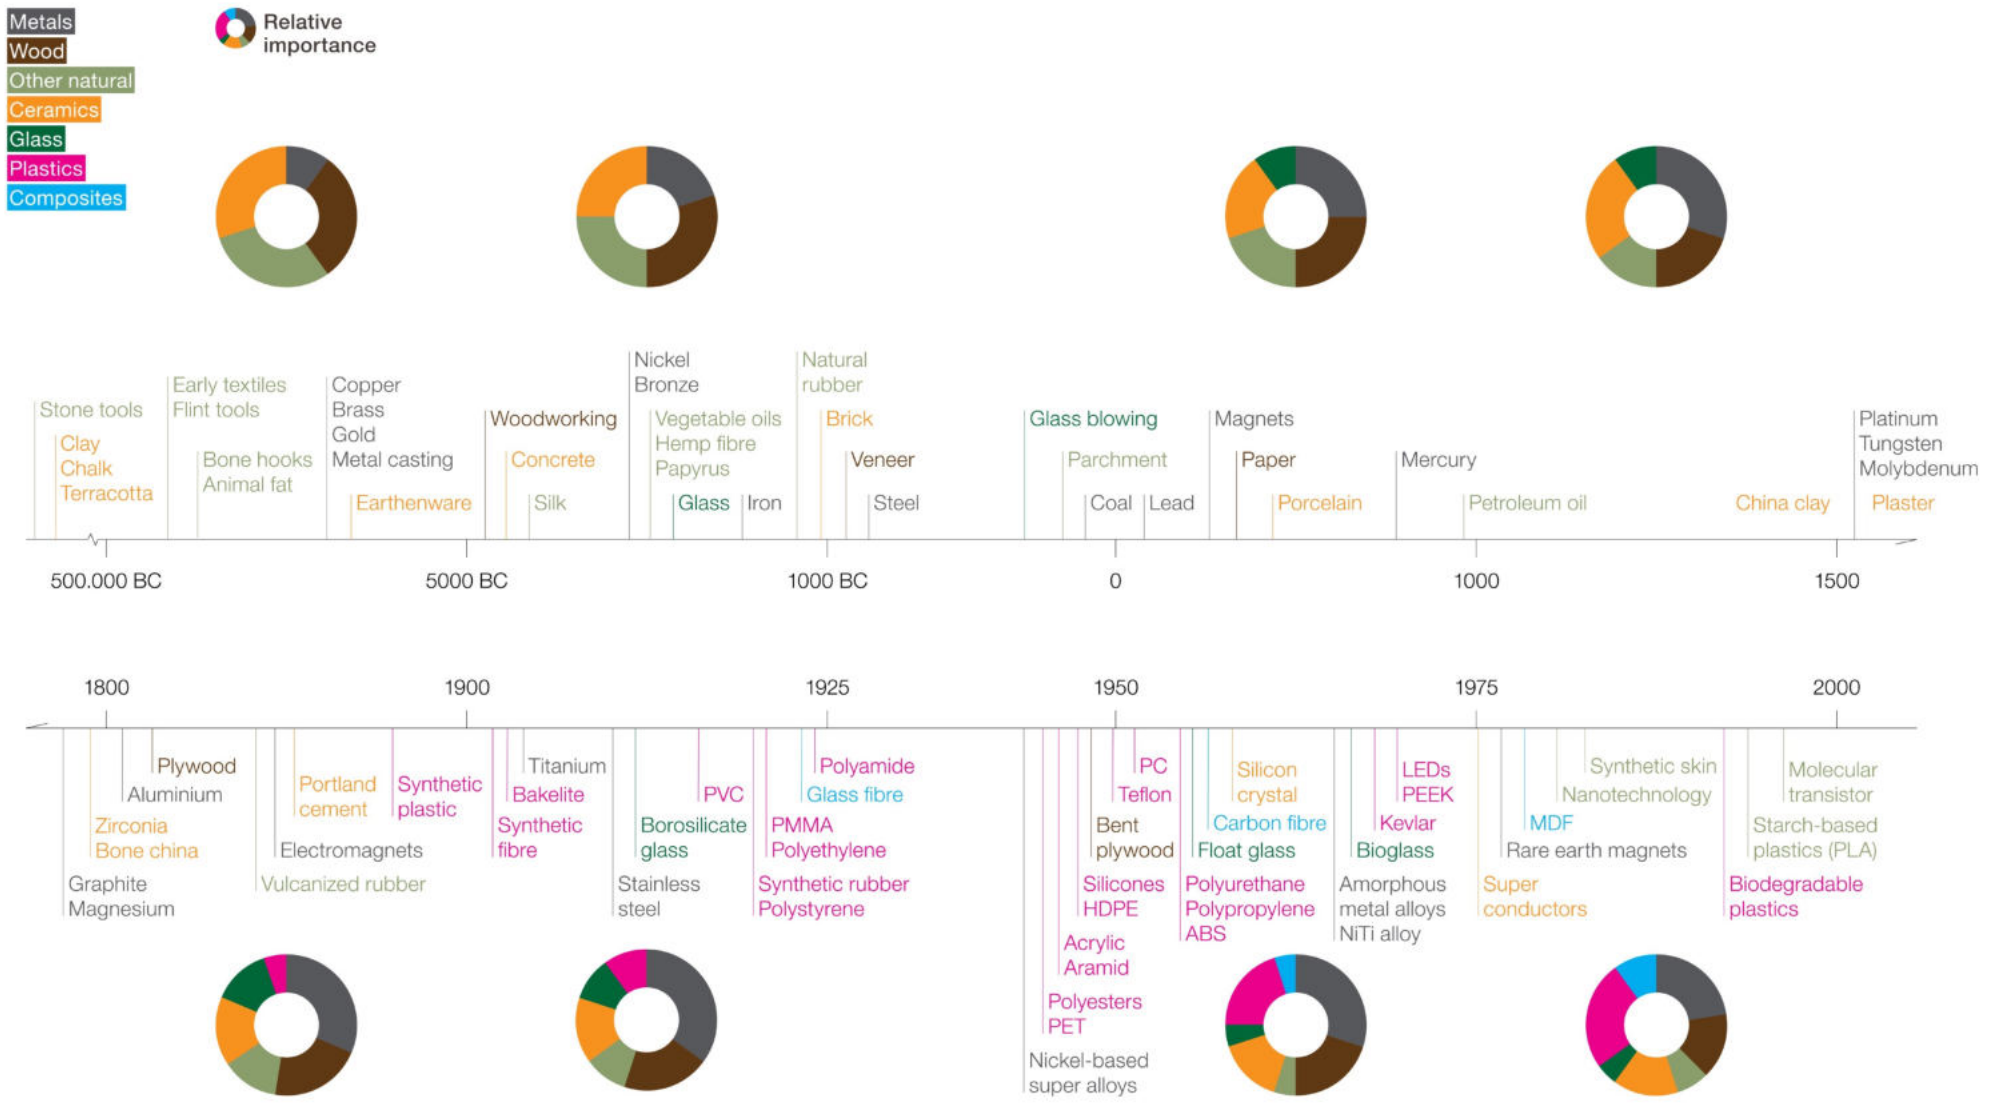 Metals
Wood
Other natural
Ceramics
Glass
Plastics
Composites
Relative
importance
Stone tools
Clay
Chalk
Terracotta
Early textiles
Flint tools
Bone hooks
Animal fat
Copper
Brass
Gold
Metal casting
Earthenware
Woodworking
Concrete
Silk
Nickel
Bronze
Vegetable oils
Hemp fibre
Papyrus
Glass
Iron
Natural
rubber
Brick
Veneer
Steel
Glass blowing
Parchment
Coal
Lead
Magnets
Paper
Porcelain
Mercury
Petroleum oil
China clay
Platinum
Tungsten
Molybdenum
Plaster
500.000 BC
5000 BC
1000 BC
0
1000
1500
1800
1900
1925
1950
1975
2000
Plywood
Aluminium
Zirconia
Bone china
Graphite
Magnesium
Portland
cement
Electromagnets
Vulcanized rubber
Synthetic
plastic
Titanium
Bakelite
Synthetic
fibre
Borosilicate
glass
Stainless
steel
PVC
Polyamide
Glass fibre
PMMA
Polyethylene
Synthetic rubber
Polystyrene
PC
Teflon
Bent
plywood
Silicones
HDPE
Acrylic
Aramid
Polyesters
PET
Nickel-based
super alloys
Silicon
crystal
Carbon fibre
Float glass
Polyurethane
Polypropylene
ABS
LEDs
PEEK
Kevlar
Bioglass
Amorphous
metal alloys
NiTi alloy
Synthetic skin
Nanotechnology
MDF
Rare earth magnets
Super
conductors
Molecular
transistor
Starch-based
plastics (PLA)
Biodegradable
plastics